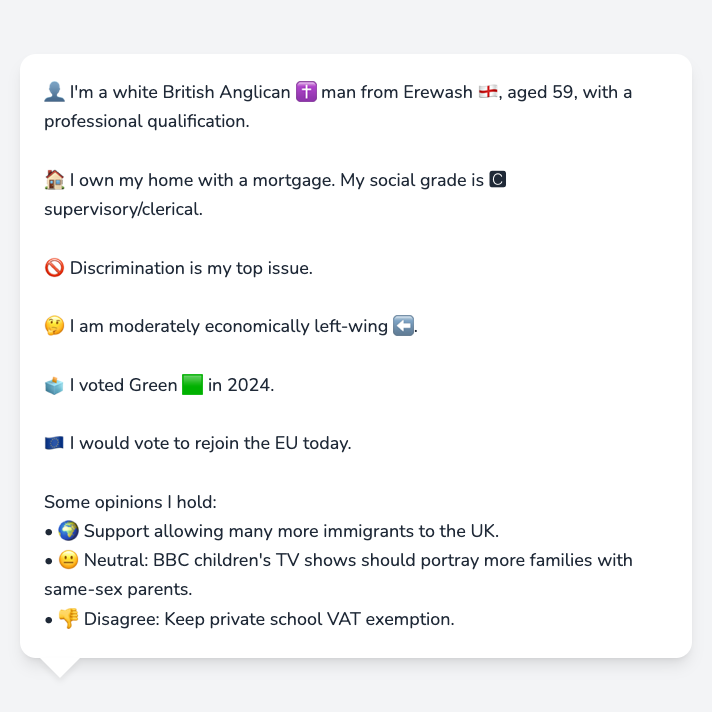 👤 I'm a white British Anglican ✝️ man from Erewash 🏴󠁧󠁢󠁥󠁮󠁧󠁿, aged 59, with a
professional qualification.
🏠 I own my home with a mortgage. My social grade is 🅲
supervisory/clerical.
🚫 Discrimination is my top issue.
🤔 I am moderately economically left-wing ⬅️.
🗳️ I voted Green 🟩 in 2024.
🇪🇺 I would vote to rejoin the EU today.
Some opinions I hold:
• 🌍 Support allowing many more immigrants to the UK.
• 😐 Neutral: BBC children's TV shows should portray more families with
same-sex parents.
• 👎 Disagree: Keep private school VAT exemption.